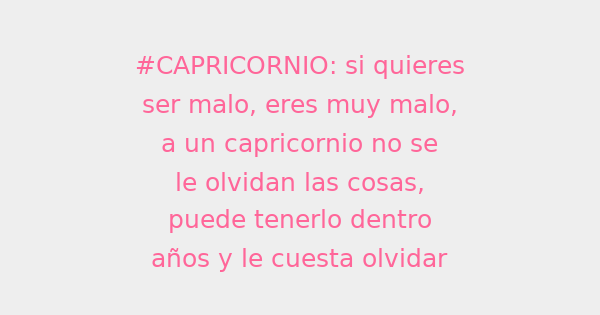 #CAPRICORNIO: si quieres
ser malo, eres muy malo,
a un capricornio no se
le olvidan las cosas,
puede tenerlo dentro
años y le cuesta olvidar